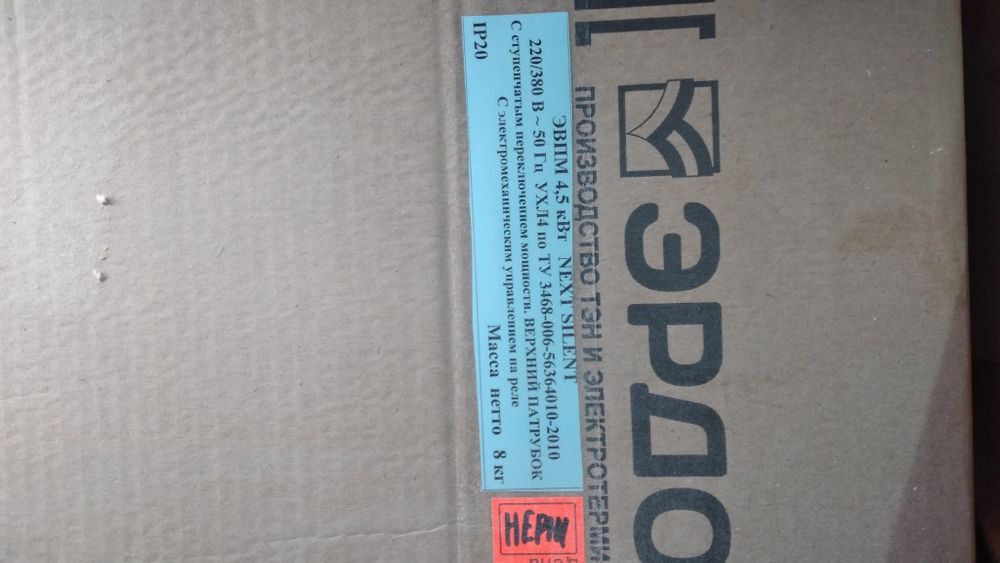 ЭРДО
ПРОИЗВОДСТВО ТЭН И ЭЛЕКТРОТЕРМИ
ЭВПМ 4,5 кВт NEXT SILENT
220/380 В ~ 50 Гц УХЛ4 по ТУ 3468-006-56364010-2010
С ступенчатым переключением мощности. ВЕРХНИЙ ПАТРУБОК
С электромеханическим управлением на реле
IP20 Масса нетто 8 кг